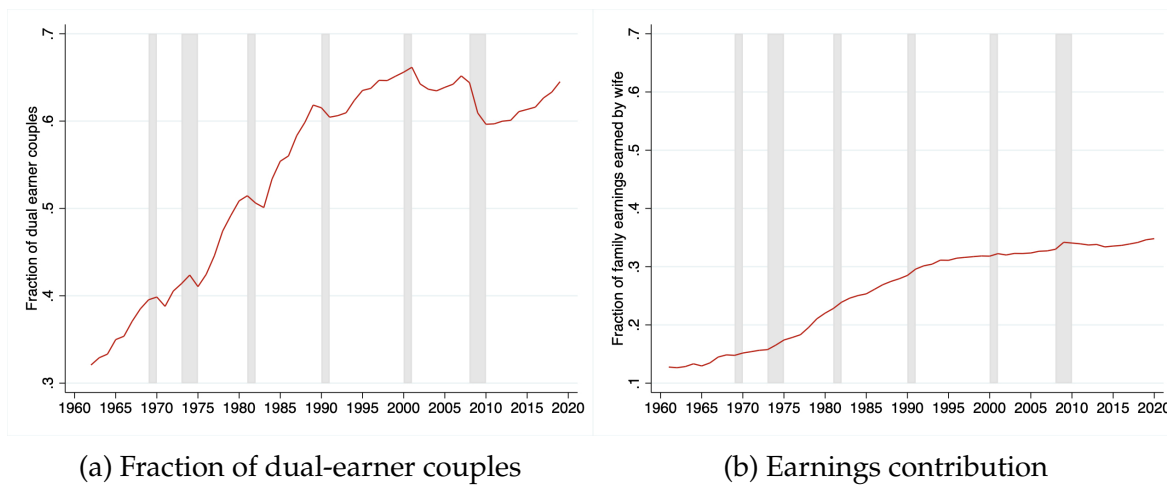 Fraction of dual earner couples
.7
.6
.5
.4
.3
1960 1965 1970 1975 1980 1985 1990 1995 2000 2005 2010 2015 2020
(a) Fraction of dual-earner couples
Fraction of family earnings earned by wife
.7
.6
.5
.4
.3
.2
.1
1960 1965 1970 1975 1980 1985 1990 1995 2000 2005 2010 2015 2020
(b) Earnings contribution